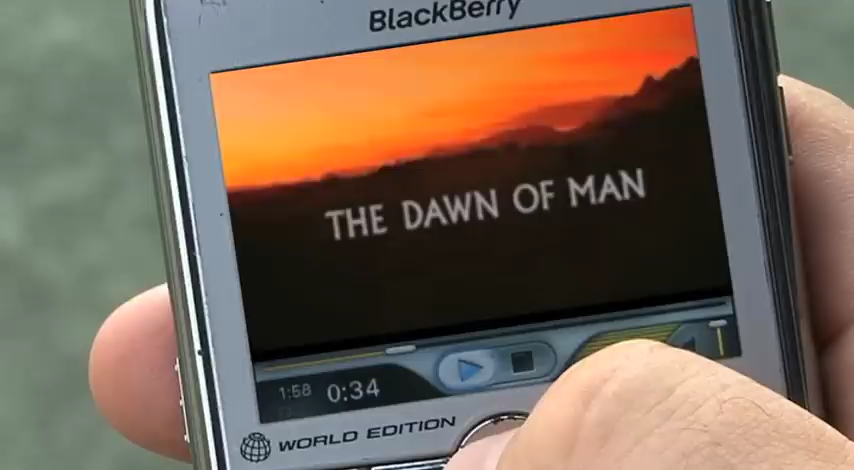 BlackBerry
THE DAWN OF MAN
1:58 0:34
WORLD EDITION